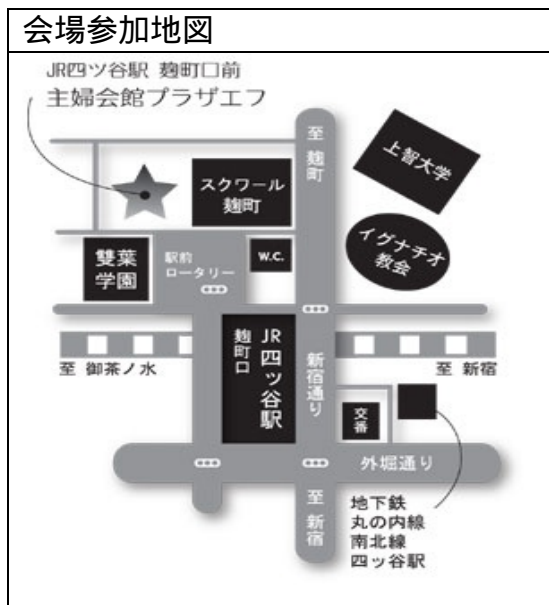 会場参加地図
JR四ツ谷駅 麹町口前
主婦会館プラザエフ
至 麹町
上智大学
スクワール
麹町
イグナチオ
教会
雙葉
学園
駅前
ロータリー
W.C.
麹町口
JR四ッ谷駅
新宿通り
至 御茶ノ水
至 新宿
交番
外堀通り
至 新宿
地下鉄
丸の内線
南北線
四ッ谷駅